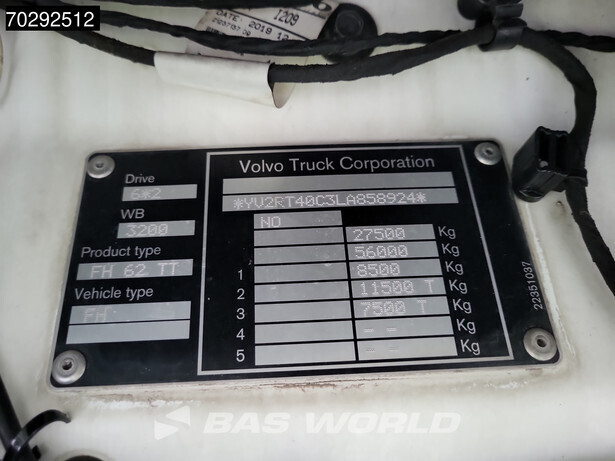 70292512
1209
DATE: 2019 12
Volvo Truck Corporation
Drive
6*2
WB
3200
Product type
FH 62 TT
Vehicle type
FH
*YV2RT40C3LA858924*
NO
27500 Kg
56000 Kg
1 8500 Kg
2 11500 T Kg
3 7500 T Kg
4 -- Kg
5 -- Kg
22351037
BAS WORLD